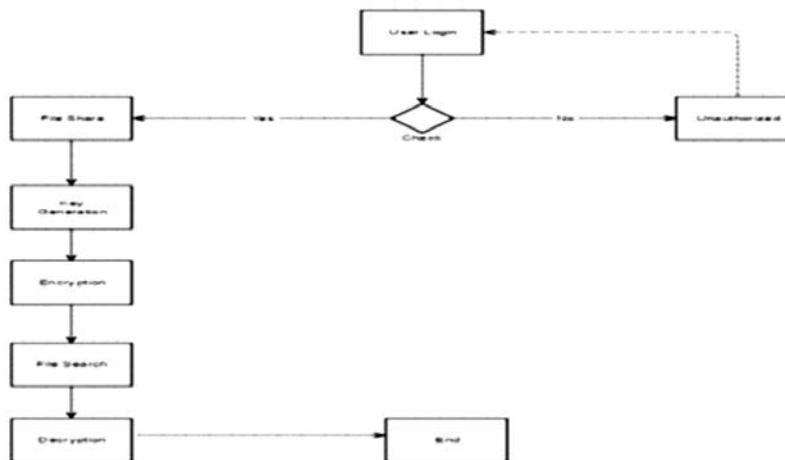 User Login
File Share
Yes
Check
No
Unauthorized
Key
Generation
Encryption
File Search
Decryption
End